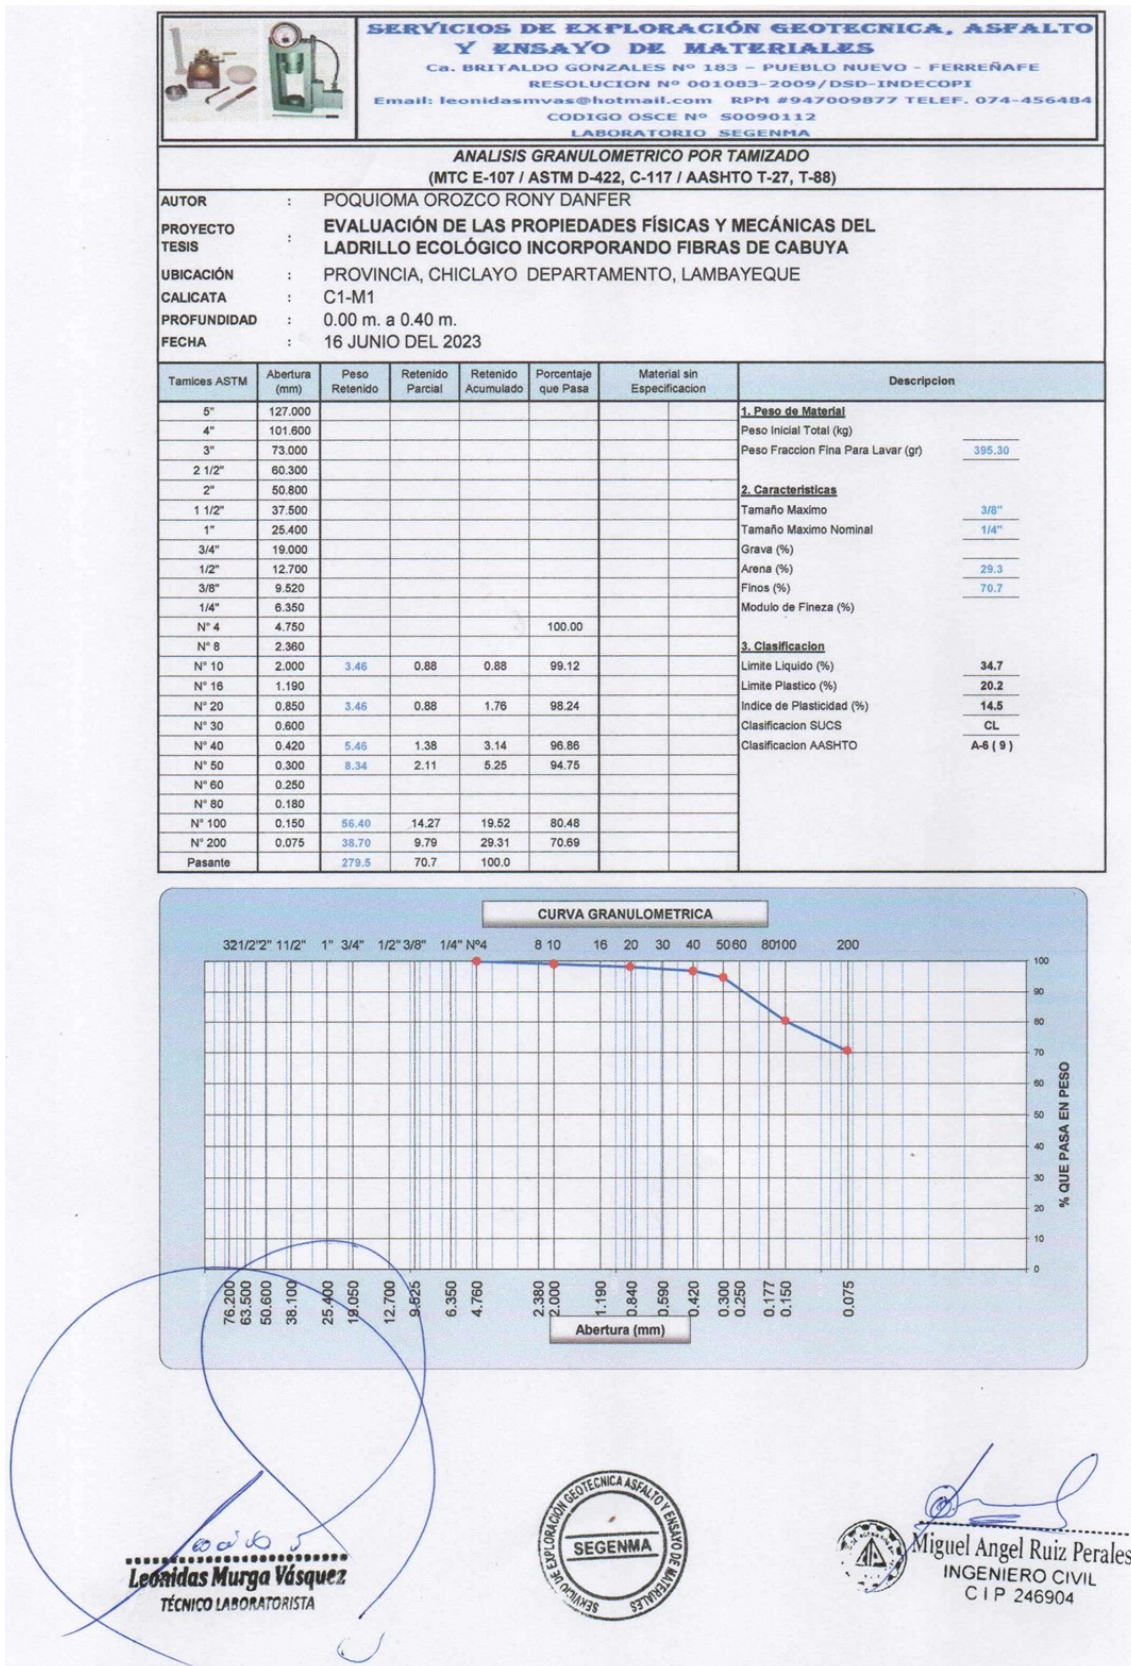 SERVICIOS DE EXPLORACIÓN GEOTECNICA, ASFALTO
Y ENSAYO DE MATERIALES
Ca. BRITALDO GONZALES Nº 183 – PUEBLO NUEVO - FERREÑAFE
RESOLUCION Nº 001083-2009/DSD-INDECOPI
Email: leonidasmvas@hotmail.com RPM #947009877 TELEF. 074-456484
CODIGO OSCE Nº S0090112
LABORATORIO SEGENMA
ANALISIS GRANULOMETRICO POR TAMIZADO
(MTC E-107 / ASTM D-422, C-117 / AASHTO T-27, T-88)
AUTOR : POQUIOMA OROZCO RONY DANFER
PROYECTO TESIS : EVALUACIÓN DE LAS PROPIEDADES FÍSICAS Y MECÁNICAS DEL
LADRILLO ECOLÓGICO INCORPORANDO FIBRAS DE CABUYA
UBICACIÓN : PROVINCIA, CHICLAYO DEPARTAMENTO, LAMBAYEQUE
CALICATA : C1-M1
PROFUNDIDAD : 0.00 m. a 0.40 m.
FECHA : 16 JUNIO DEL 2023
Tamices ASTM Abertura (mm) Peso Retenido Retenido Parcial Retenido Acumulado Porcentaje que Pasa Material sin Especificacion Descripcion
5" 127.000 1. Peso de Material
4" 101.600 Peso Inicial Total (kg)
3" 73.000 Peso Fraccion Fina Para Lavar (gr) 395.30
2 1/2" 60.300
2" 50.800 2. Caracteristicas
1 1/2" 37.500 Tamaño Maximo 3/8"
1" 25.400 Tamaño Maximo Nominal 1/4"
3/4" 19.000 Grava (%)
1/2" 12.700 Arena (%) 29.3
3/8" 9.520 Finos (%) 70.7
1/4" 6.350 Modulo de Fineza (%)
N° 4 4.750 100.00
N° 8 2.360 3. Clasificacion
N° 10 2.000 3.46 0.88 0.88 99.12 Limite Liquido (%) 34.7
N° 16 1.190 Limite Plastico (%) 20.2
N° 20 0.850 3.46 0.88 1.76 98.24 Indice de Plasticidad (%) 14.5
N° 30 0.600 Clasificacion SUCS CL
N° 40 0.420 5.46 1.38 3.14 96.86 Clasificacion AASHTO A-6 ( 9 )
N° 50 0.300 8.34 2.11 5.25 94.75
N° 60 0.250
N° 80 0.180
N° 100 0.150 56.40 14.27 19.52 80.48
N° 200 0.075 38.70 9.79 29.31 70.69
Pasante 279.5 70.7 100.0
CURVA GRANULOMETRICA
321/2"2" 11/2" 1" 3/4" 1/2" 3/8" 1/4" Nº4 8 10 16 20 30 40 50 60 80100 200
100
90
80
70
60
50
40
30
20
10
0
% QUE PASA EN PESO
76.200 63.500 50.600 38.100 25.400 19.050 12.700 9.525 6.350 4.760 2.380 2.000 1.190 0.840 0.590 0.420 0.300 0.250 0.177 0.150 0.075
Abertura (mm)
Leonidas Murga Vásquez
TÉCNICO LABORATORISTA
SERVICIO DE EXPLORACIÓN GEOTECNICA ASFALTO Y ENSAYO DE MATERIALES
SEGENMA
Miguel Angel Ruiz Perales
INGENIERO CIVIL
C I P 246904